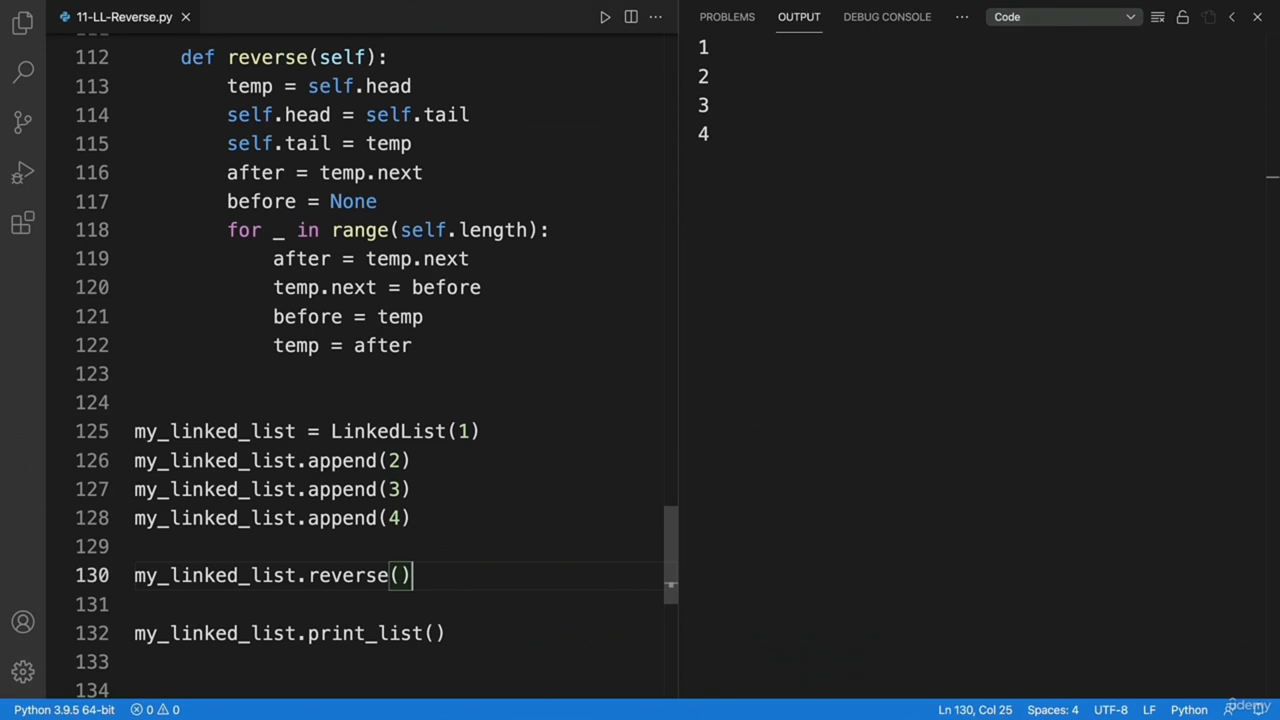 11-LL-Reverse.py
PROBLEMS OUTPUT DEBUG CONSOLE ... Code
112 def reverse(self):
113 temp = self.head
114 self.head = self.tail
115 self.tail = temp
116 after = temp.next
117 before = None
118 for _ in range(self.length):
119 after = temp.next
120 temp.next = before
121 before = temp
122 temp = after
123
124
125 my_linked_list = LinkedList(1)
126 my_linked_list.append(2)
127 my_linked_list.append(3)
128 my_linked_list.append(4)
129
130 my_linked_list.reverse()
131
132 my_linked_list.print_list()
133
134
1
2
3
4
Python 3.9.5 64-bit 0 0 Ln 130, Col 25 Spaces: 4 UTF-8 LF Python
udemy